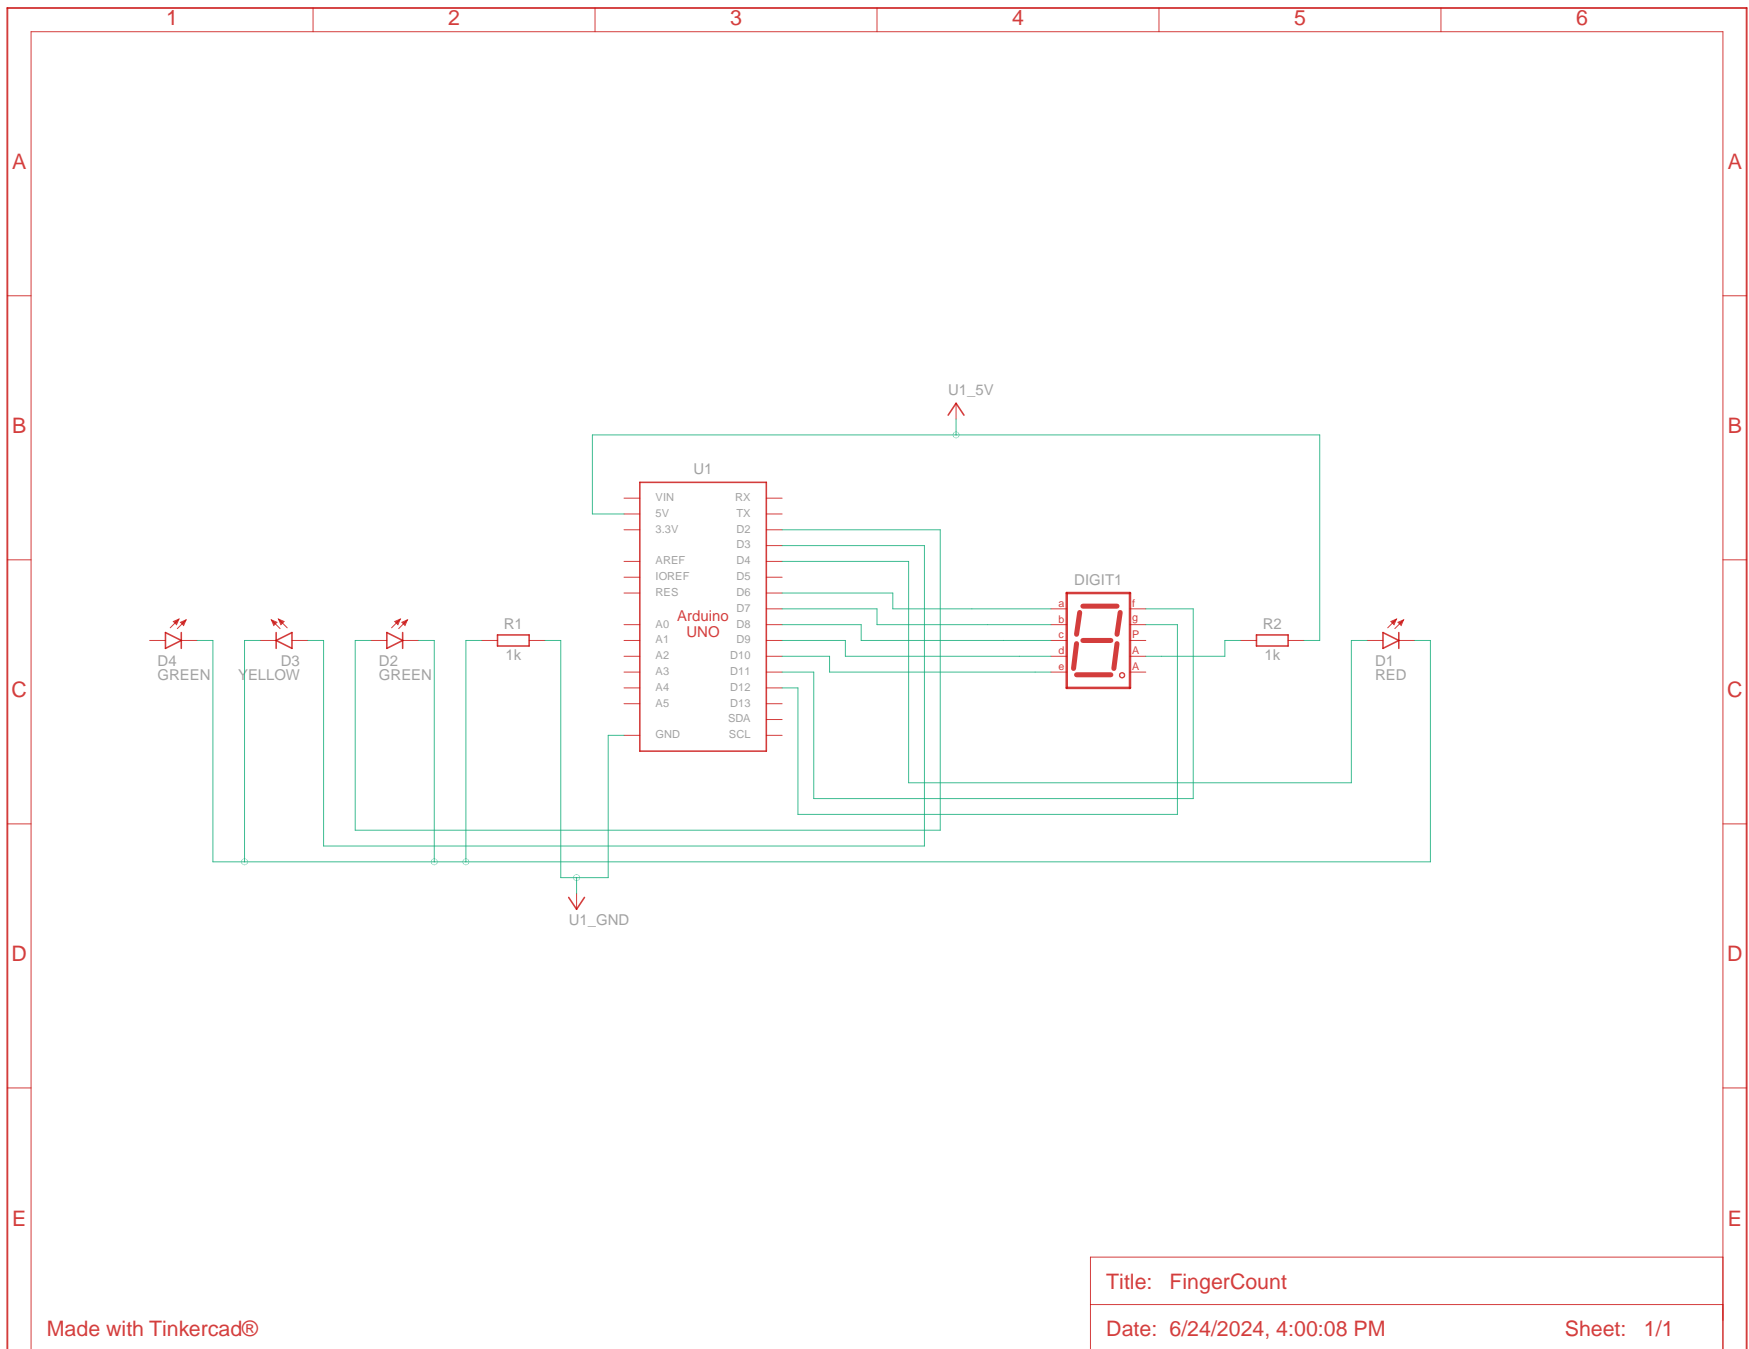 1 2 3 4 5 6
A A
B B
C C
D D
E E
U1_5V
U1
VIN RX
5V TX
3.3V D2
D3
AREF D4
IOREF D5
RES D6
D7
Arduino
UNO
A0 D8
A1 D9
A2 D10
A3 D11
A4 D12
A5 D13
SDA
GND SCL
DIGIT1
a f
b g
c P
d A
e A
D4
GREEN
D3
YELLOW
D2
GREEN
R1
1k
R2
1k
D1
RED
U1_GND
Title: FingerCount
Made with Tinkercad®
Date: 6/24/2024, 4:00:08 PM Sheet: 1/1